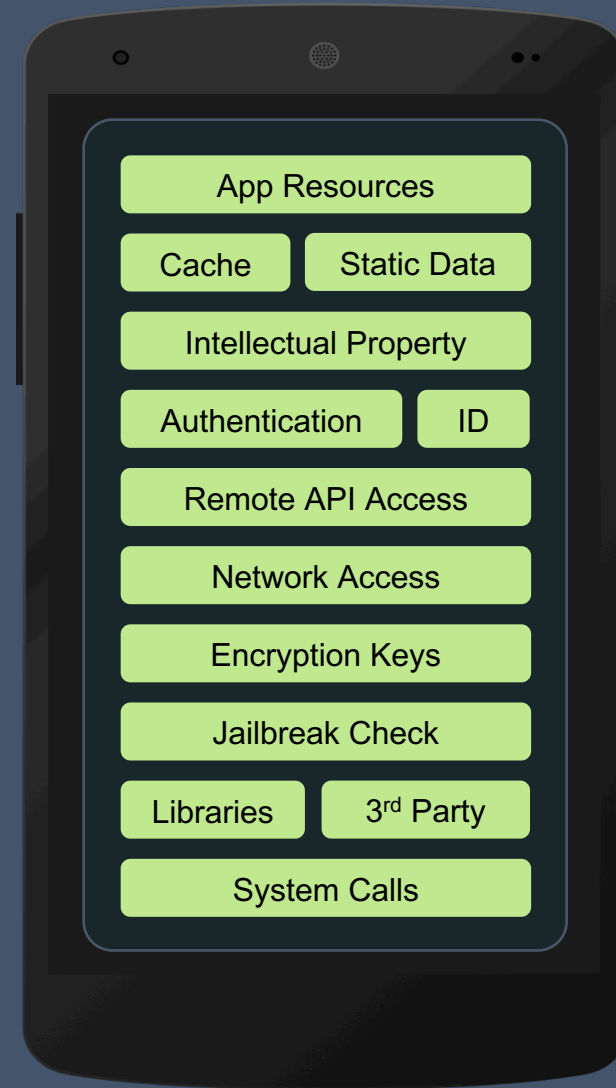 App Resources
Cache Static Data
Intellectual Property
Authentication ID
Remote API Access
Network Access
Encryption Keys
Jailbreak Check
Libraries 3rd Party
System Calls